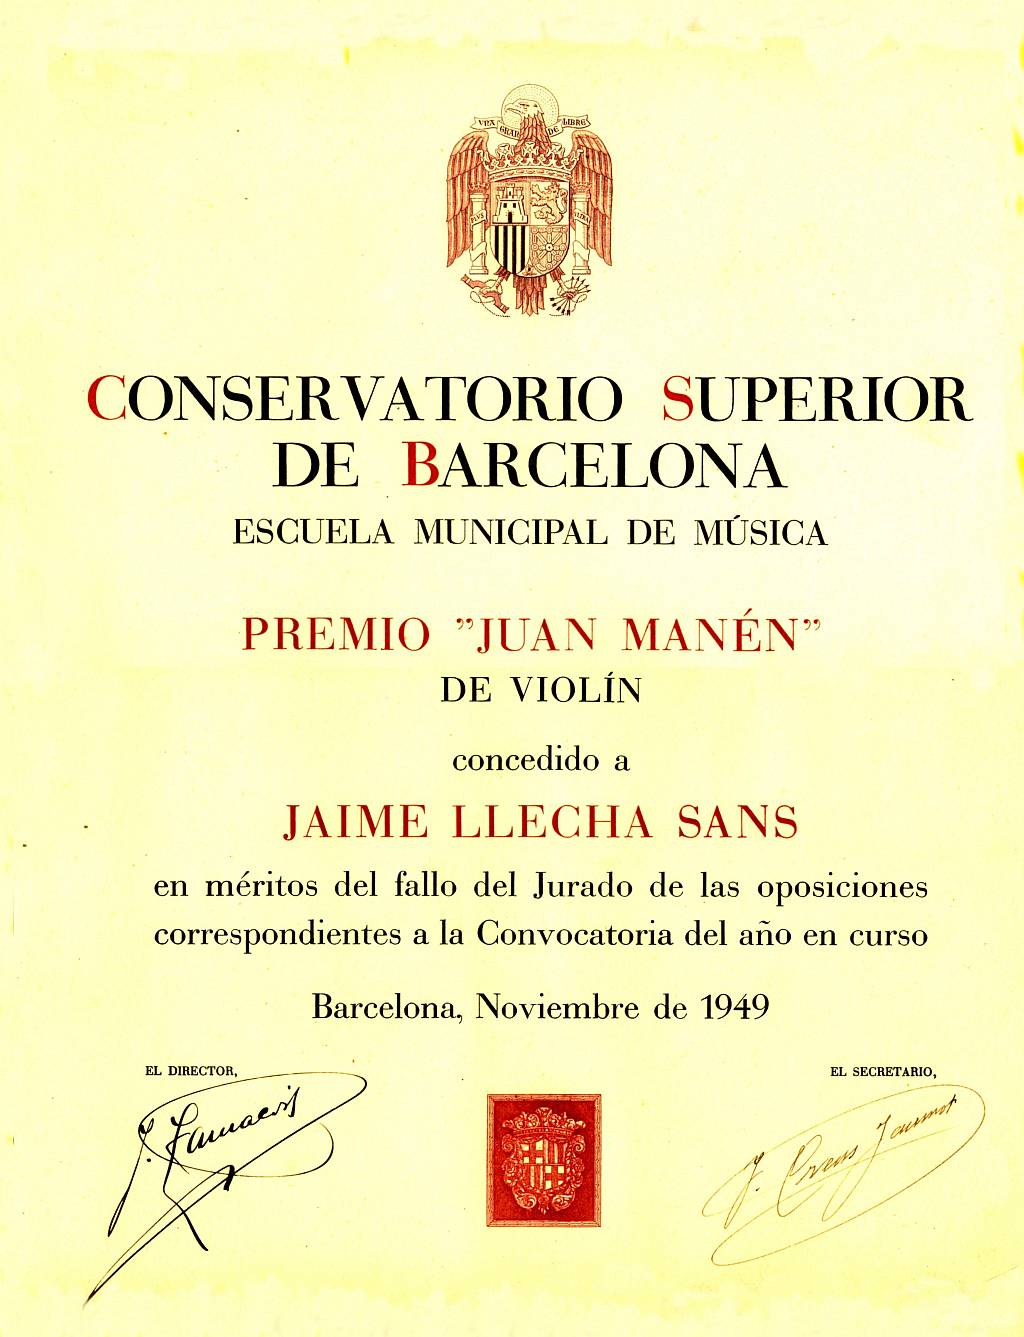 UNA GRANDE LIBRE
PLUS ULTRA
CONSERVATORIO SUPERIOR
DE BARCELONA
ESCUELA MUNICIPAL DE MÚSICA
PREMIO ”JUAN MANÉN”
DE VIOLÍN
concedido a
JAIME LLECHA SANS
en méritos del fallo del Jurado de las oposiciones
correspondientes a la Convocatoria del año en curso
Barcelona, Noviembre de 1949
EL DIRECTOR,
EL SECRETARIO,
J. Zamacois